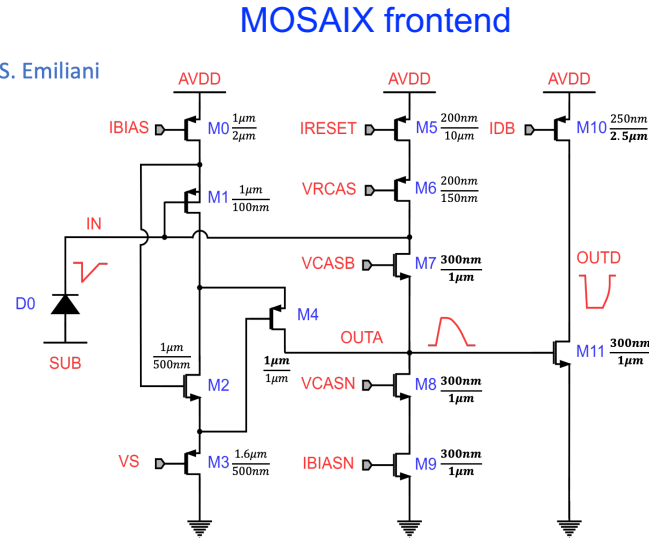 MOSAIX frontend
S. Emiliani
AVDD AVDD AVDD
IBIAS M0 1μm/2μm IRESET M5 200nm/10μm IDB M10 250nm/2.5μm
M1 1μm/100nm VRCAS M6 200nm/150nm
IN
VCASB M7 300nm/1μm OUTD
D0 M4
OUTA
SUB 1μm/500nm M2 1μm/1μm VCASN M8 300nm/1μm M11 300nm/1μm
VS M3 1.6μm/500nm IBIASN M9 300nm/1μm